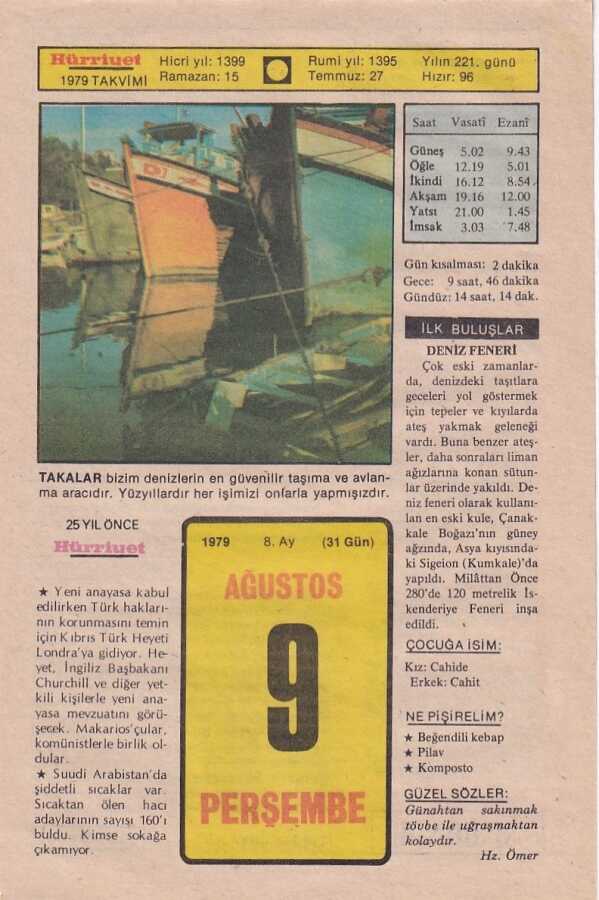 Hürriyet
1979 TAKVİMİ
Hicri yıl: 1399
Ramazan: 15
Rumi yıl: 1395
Temmuz: 27
Yılın 221. günü
Hızır: 96
Saat Vasatî Ezanî
Güneş 5.02 9.43
Öğle 12.19 5.01
İkindi 16.12 8.54
Akşam 19.16 12.00
Yatsı 21.00 1.45
İmsak 3.03 7.48
Gün kısalması: 2 dakika
Gece: 9 saat, 46 dakika
Gündüz: 14 saat, 14 dak.
TAKALAR bizim denizlerin en güvenilir taşıma ve avlan-
ma aracıdır. Yüzyıllardır her işimizi onlarla yapmışızdır.
25 YIL ÖNCE
Hürriyet
★ Yeni anayasa kabul
edilirken Türk hakları-
nın korunmasını temin
için Kıbrıs Türk Heyeti
Londra'ya gidiyor. He-
yet, İngiliz Başbakanı
Churchill ve diğer yet-
kili kişilerle yeni ana-
yasa mevzuatını görü-
şecek. Makarios'çular,
komünistlerle birlik ol-
dular.
★ Suudi Arabistan'da
şiddetli sıcaklar var.
Sıcaktan ölen hacı
adaylarının sayısı 160'ı
buldu. Kimse sokağa
çıkamıyor.
1979 8. Ay (31 Gün)
AĞUSTOS
9
PERŞEMBE
İLK BULUŞLAR
DENİZ FENERİ
Çok eski zamanlar-
da, denizdeki taşıtlara
geceleri yol göstermek
için tepeler ve kıyılarda
ateş yakmak geleneği
vardı. Buna benzer ateş-
ler, daha sonraları liman
ağızlarına konan sütun-
lar üzerinde yakıldı. De-
niz feneri olarak kullanı-
lan en eski kule, Çanak-
kale Boğazı'nın güney
ağzında, Asya kıyısında-
ki Sigeion (Kumkale)'da
yapıldı. Milâttan Önce
280'de 120 metrelik İs-
kenderiye Feneri inşa
edildi.
ÇOCUĞA İSİM:
Kız: Cahide
Erkek: Cahit
NE PİŞİRELİM?
★ Beğendili kebap
★ Pilav
★ Komposto
GÜZEL SÖZLER:
Günahtan sakınmak
tövbe ile uğraşmaktan
kolaydır.
Hz. Ömer